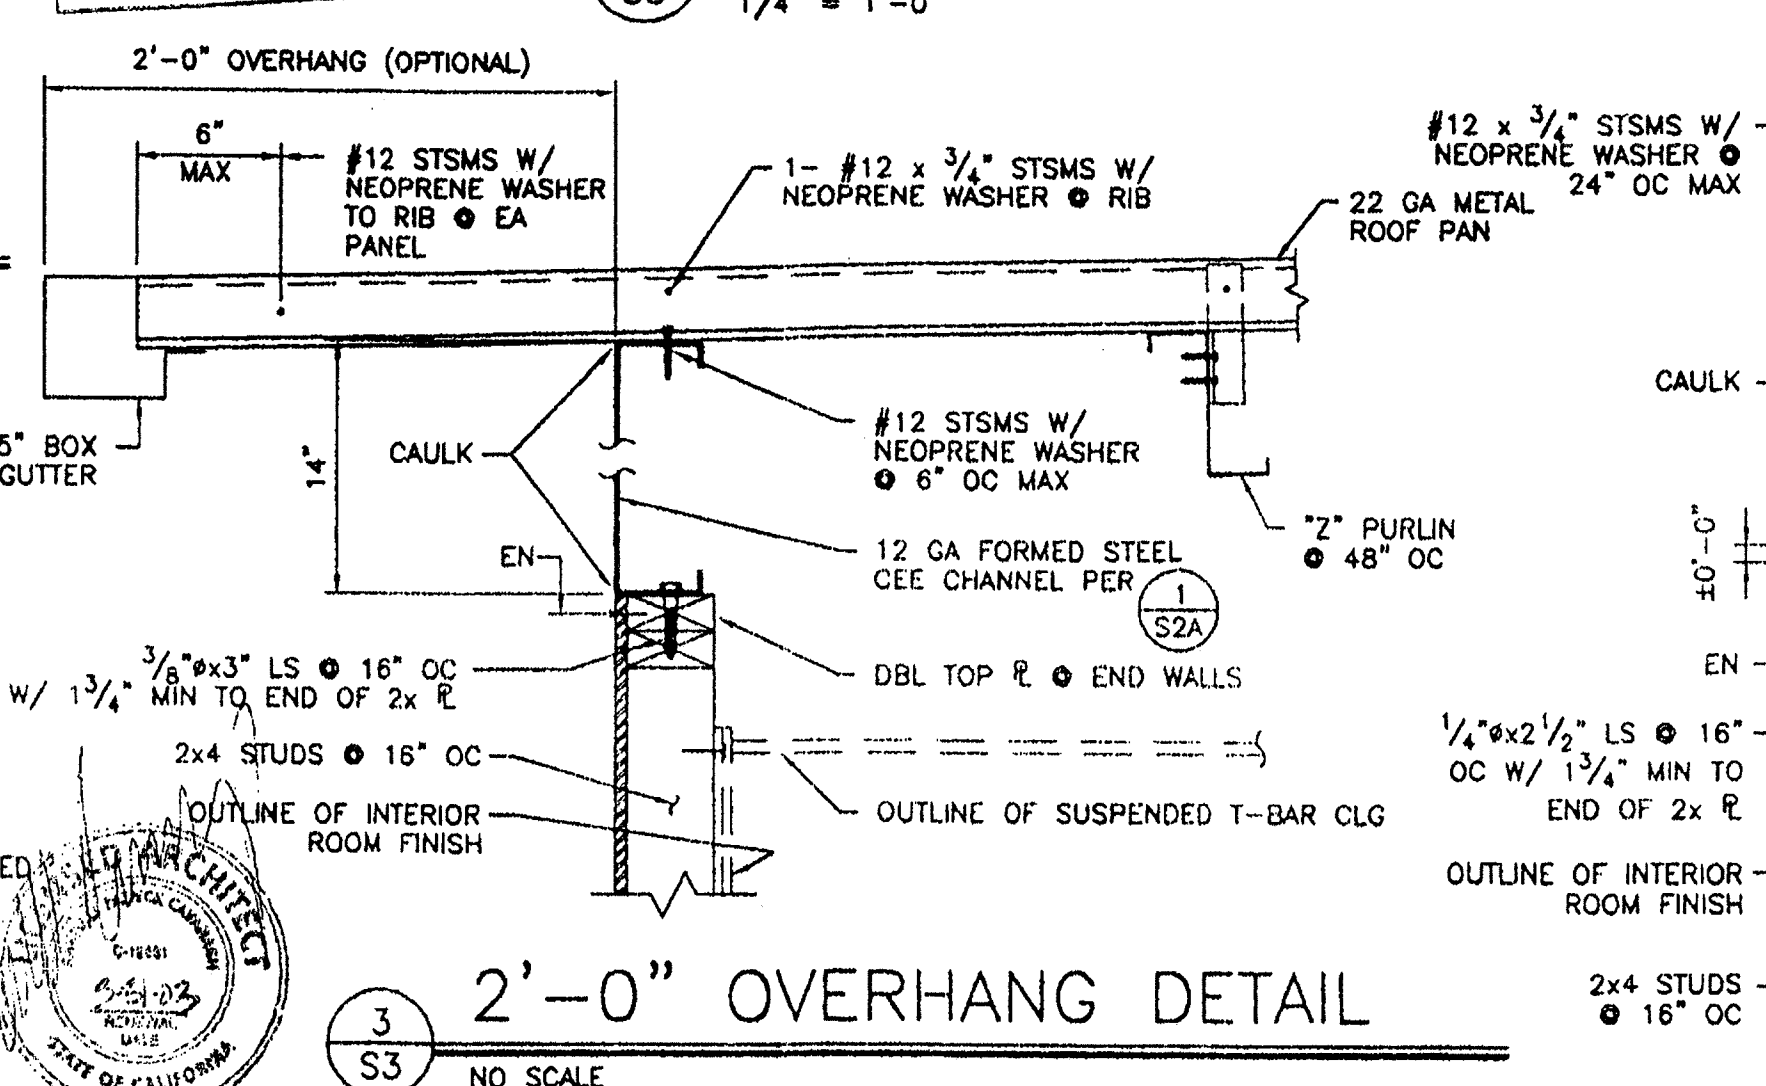 1/4" = 1'-0"
2'-0" OVERHANG (OPTIONAL)
6"
MAX
#12 STSMS W/
NEOPRENE WASHER
TO RIB @ EA
PANEL
1- #12 x 3/4" STSMS W/
NEOPRENE WASHER @ RIB
#12 x 3/4" STSMS W/
NEOPRENE WASHER @
24" OC MAX
22 GA METAL
ROOF PAN
5" BOX
GUTTER
14"
CAULK
#12 STSMS W/
NEOPRENE WASHER
@ 6" OC MAX
CAULK
"Z" PURLIN
@ 48" OC
±0'-0"
EN
12 GA FORMED STEEL
CEE CHANNEL PER
1
S2A
3/8"øx3" LS @ 16" OC
W/ 1 3/4" MIN TO END OF 2x ℄
DBL TOP ℄ @ END WALLS
EN
2x4 STUDS @ 16" OC
OUTLINE OF INTERIOR
ROOM FINISH
OUTLINE OF SUSPENDED T-BAR CLG
1/4"øx2 1/2" LS @ 16"
OC W/ 1 3/4" MIN TO
END OF 2x ℄
OUTLINE OF INTERIOR
ROOM FINISH
2x4 STUDS
@ 16" OC
ED
ARCHITECT
3-31-03
RENEWAL
DATE
STATE OF CALIFORNIA
3
S3
2'-0" OVERHANG DETAIL
NO SCALE